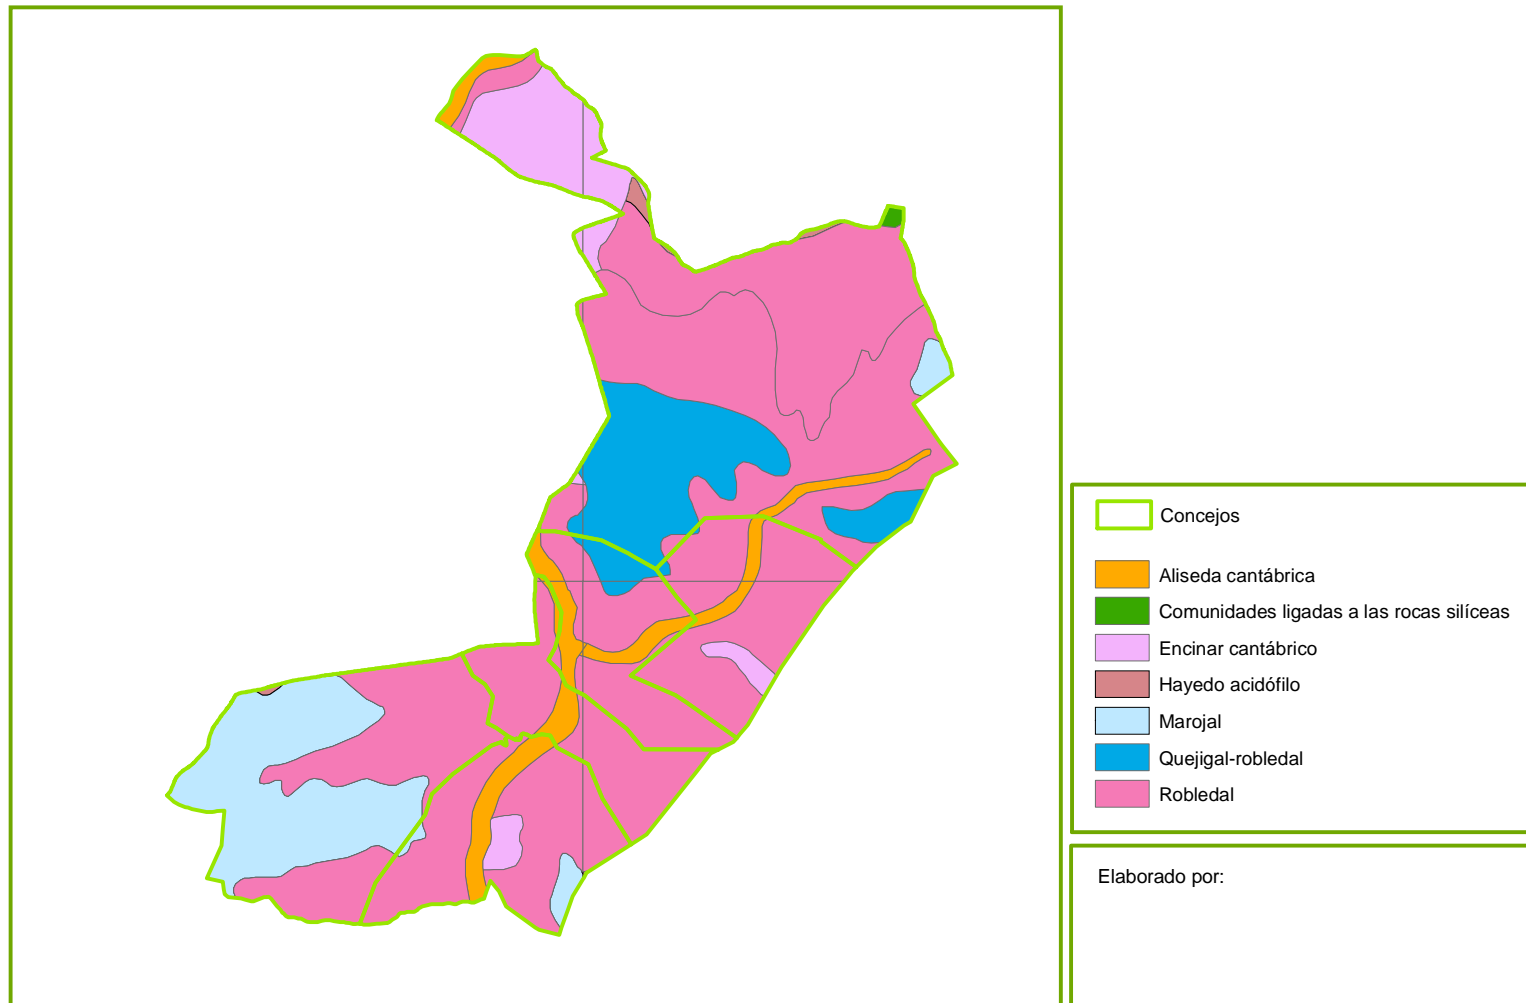 Concejos
Aliseda cantábrica
Comunidades ligadas a las rocas silíceas
Encinar cantábrico
Hayedo acidófilo
Marojal
Quejigal-robledal
Robledal
Elaborado por: